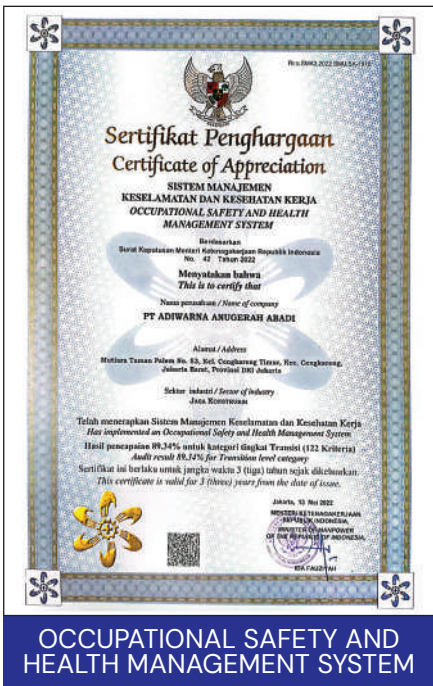 Sertifikat Penghargaan
Certificate of Appreciation
SISTEM MANAJEMEN
KESELAMATAN DAN KESEHATAN KERJA
OCCUPATIONAL SAFETY AND HEALTH
MANAGEMENT SYSTEM
Berdasarkan
Surat Keputusan Menteri Ketenagakerjaan Republik Indonesia
No. 42 Tahun 2022
Menyatakan bahwa
This is to certify that
Nama perusahaan / Name of company
PT ADIWARNA ANUGERAH ABADI
Alamat / Address
Mutiara Taman Palem No. 53, Kel. Cengkareng Timur, Kec. Cengkareng,
Jakarta Barat, Provinsi DKI Jakarta
Sektor industri / Sector of industry
JASA KONSTRUKSI
Telah menerapkan Sistem Manajemen Keselamatan dan Kesehatan Kerja
Has implemented an Occupational Safety and Health Management System
Hasil pencapaian 89,34% untuk kategori tingkat Transisi (122 Kriteria)
Audit result 89,34% for Transition level category
Sertifikat ini berlaku untuk jangka waktu 3 (tiga) tahun sejak dikeluarkan.
This certificate is valid for 3 (three) years from the date of issue.
Jakarta, 10 Mei 2022
MENTERI KETENAGAKERJAAN
REPUBLIK INDONESIA,
MINISTER OF MANPOWER
OF THE REPUBLIC OF INDONESIA,
IDA FAUZIYAH
OCCUPATIONAL SAFETY AND
HEALTH MANAGEMENT SYSTEM